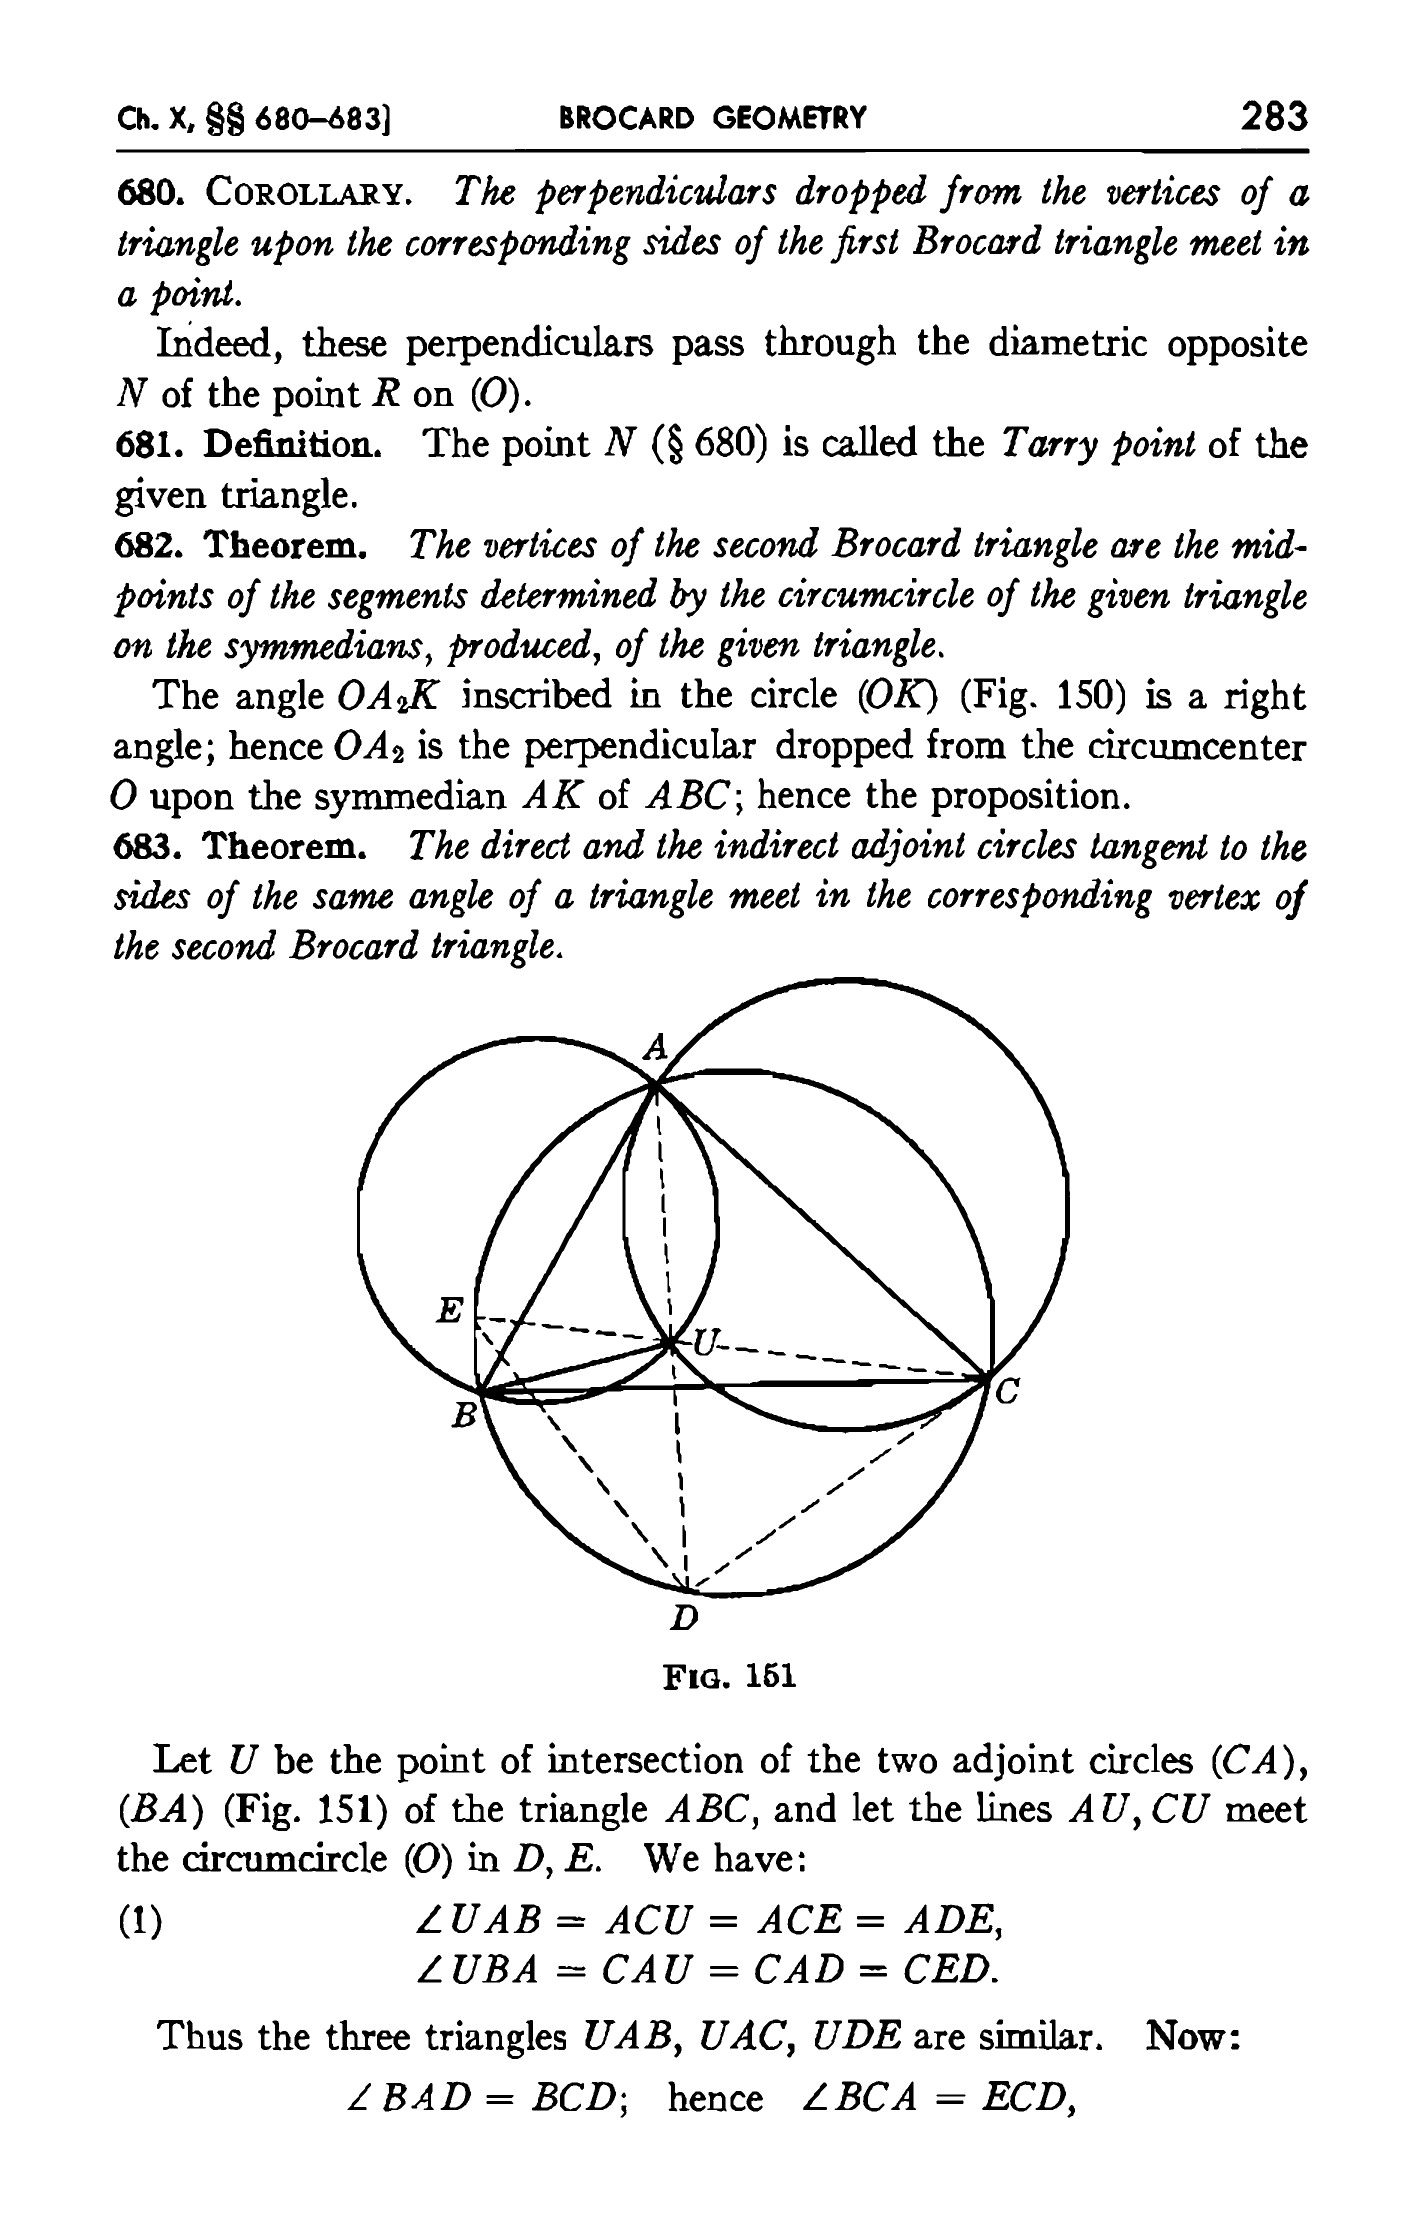 Ch. X, §§ 680–683] BROCARD GEOMETRY 283
680. COROLLARY. The perpendiculars dropped from the vertices of a
triangle upon the corresponding sides of the first Brocard triangle meet in
a point.
Indeed, these perpendiculars pass through the diametric opposite
N of the point R on (O).
681. Definition. The point N (§ 680) is called the Tarry point of the
given triangle.
682. Theorem. The vertices of the second Brocard triangle are the mid-
points of the segments determined by the circumcircle of the given triangle
on the symmedians, produced, of the given triangle.
The angle OA₂K inscribed in the circle (OK) (Fig. 150) is a right
angle; hence OA₂ is the perpendicular dropped from the circumcenter
O upon the symmedian AK of ABC; hence the proposition.
683. Theorem. The direct and the indirect adjoint circles tangent to the
sides of the same angle of a triangle meet in the corresponding vertex of
the second Brocard triangle.
A
E
U
B
C
D
FIG. 151
Let U be the point of intersection of the two adjoint circles (CA),
(BA) (Fig. 151) of the triangle ABC, and let the lines AU, CU meet
the circumcircle (O) in D, E. We have:
(1) ∠UAB = ACU = ACE = ADE,
∠UBA = CAU = CAD = CED.
Thus the three triangles UAB, UAC, UDE are similar. Now:
∠BAD = BCD; hence ∠BCA = ECD,